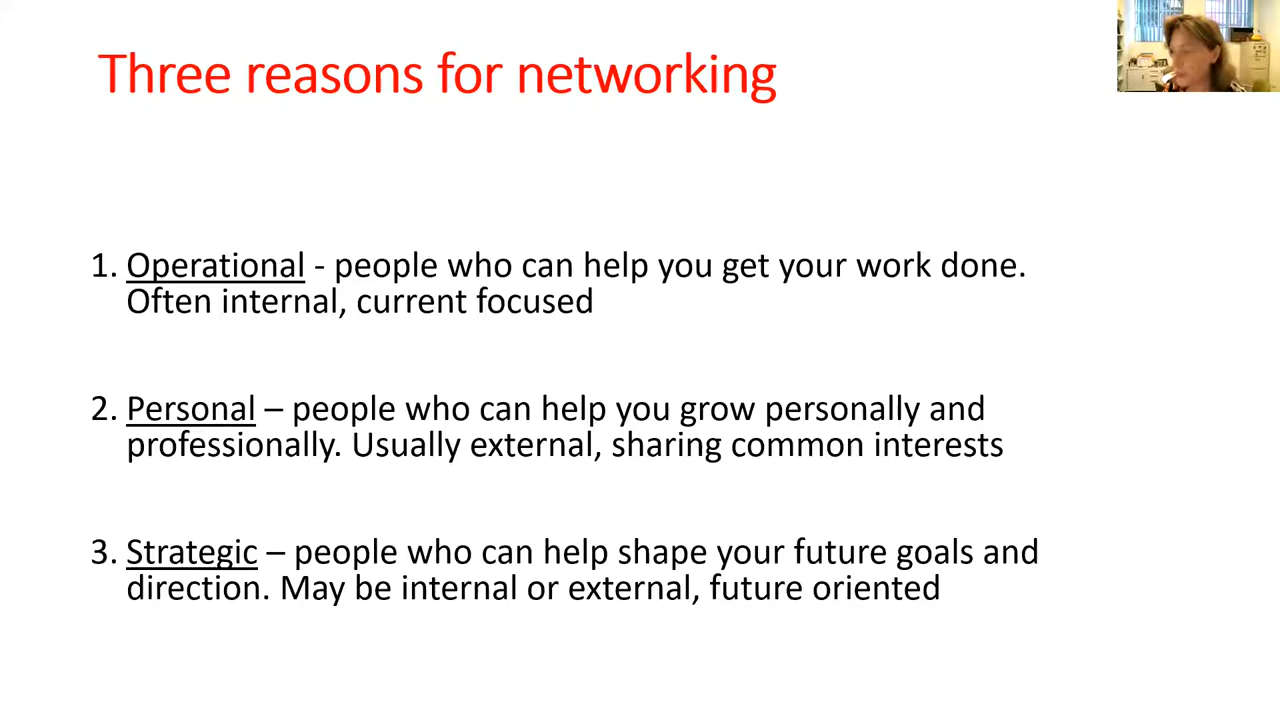 Three reasons for networking
1. Operational - people who can help you get your work done.
Often internal, current focused
2. Personal – people who can help you grow personally and
professionally. Usually external, sharing common interests
3. Strategic – people who can help shape your future goals and
direction. May be internal or external, future oriented